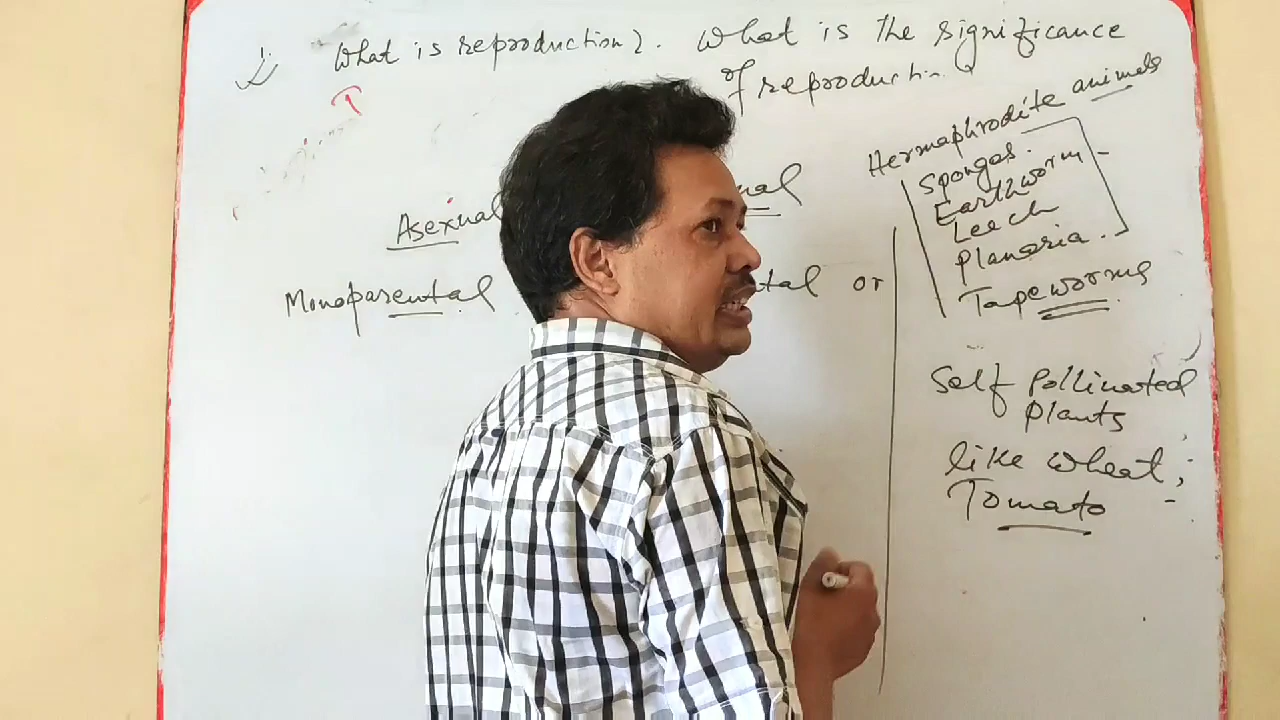 1. What is reproduction?. What is the significance
of reproduction.
Asexual
Monoparental or
Hermaphrodite animals
Sponges.
Earthworm
Leech
Planaria.
Tapeworms
Self pollinated
plants
like wheat,
Tomato